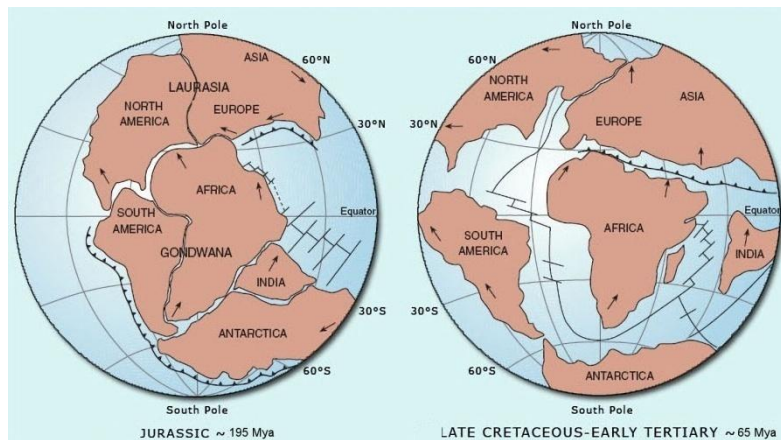 North Pole
ASIA
60°N
LAURASIA
NORTH
AMERICA
EUROPE
30°N
AFRICA
SOUTH
AMERICA
Equator
GONDWANA
INDIA
30°S
ANTARCTICA
60°S
South Pole
JURASSIC ~ 195 Mya
North Pole
60°N
NORTH
AMERICA
ASIA
EUROPE
30°N
AFRICA
Equator
SOUTH
AMERICA
INDIA
30°S
60°S
ANTARCTICA
South Pole
LATE CRETACEOUS-EARLY TERTIARY ~ 65 Mya